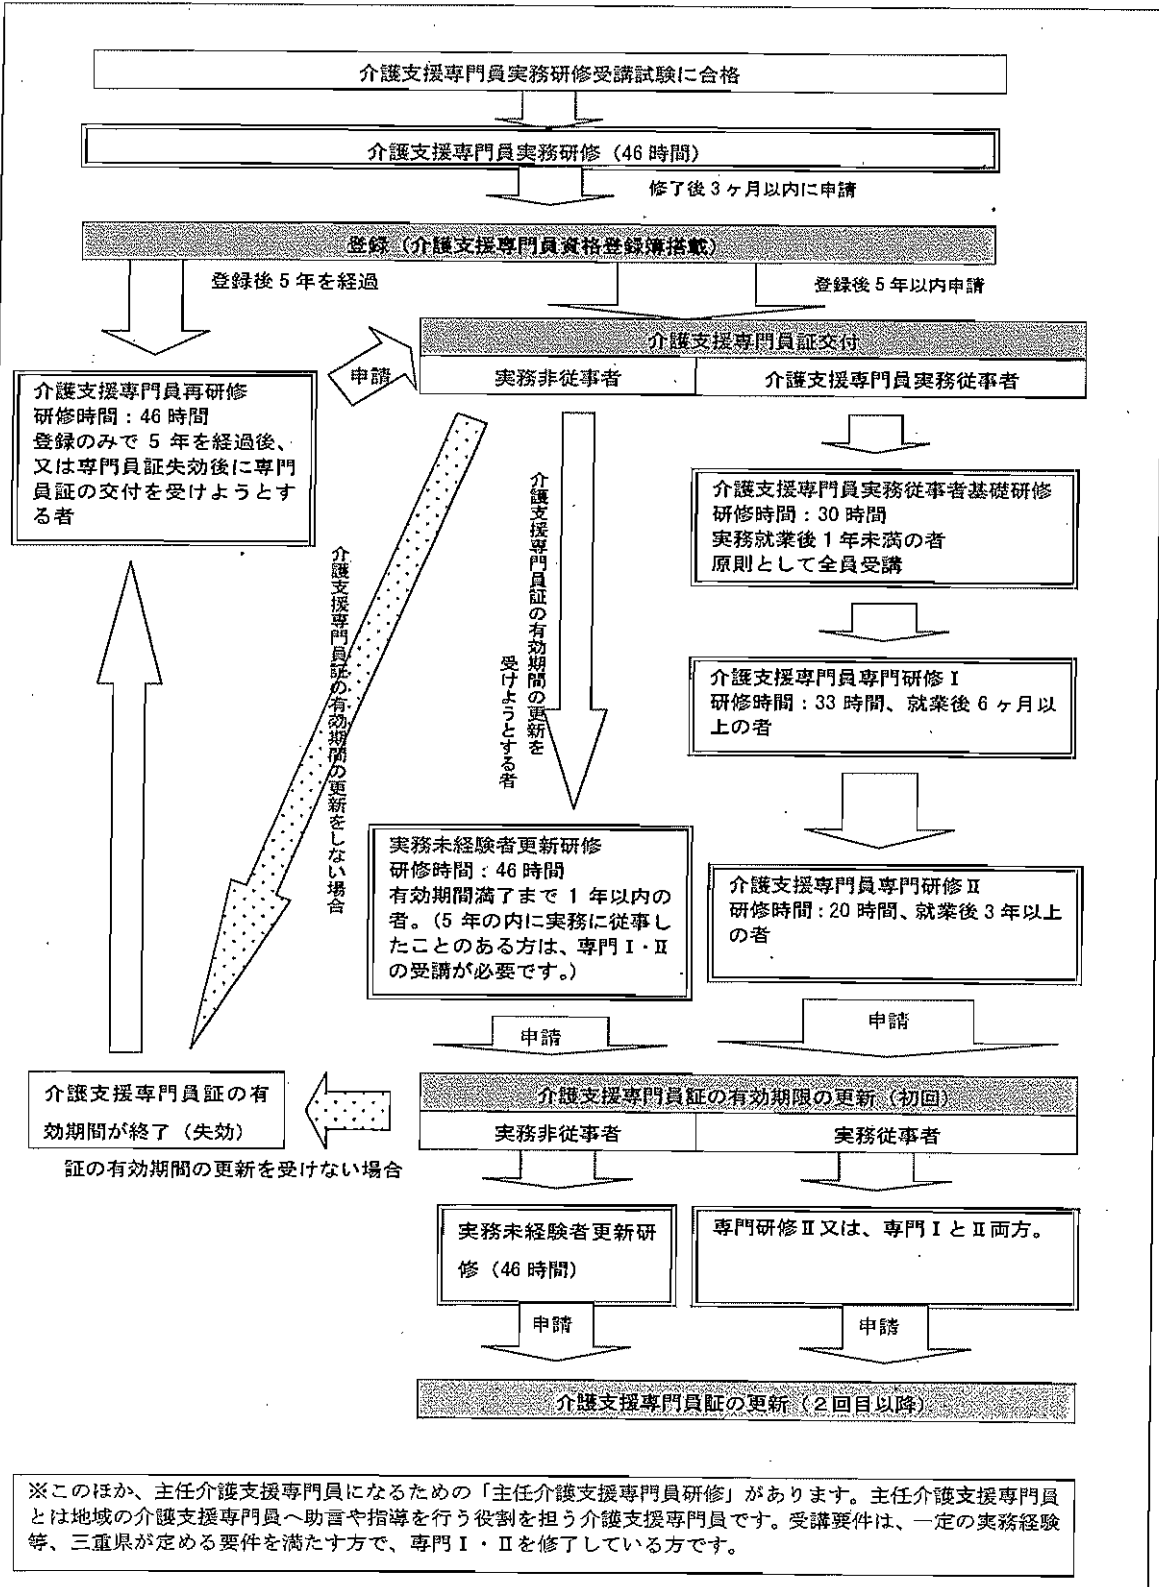 介護支援専門員実務研修受講試験に合格
介護支援専門員実務研修（46 時間）
修了後 3 ヶ月以内に申請
登録（介護支援専門員資格登録簿搭載）
登録後 5 年を経過
登録後 5 年以内申請
介護支援専門員証交付
実務非従事者
介護支援専門員実務従事者
申請
介護支援専門員再研修
研修時間：46 時間
登録のみで 5 年を経過後、
又は専門員証失効後に専門
員証の交付を受けようとす
る者
介護支援専門員実務従事者基礎研修
研修時間：30 時間
実務就業後 1 年未満の者
原則として全員受講
介護支援専門員証の有効期間の更新をしない場合
介護支援専門員証の有効期間の更新を
受けようとする者
介護支援専門員専門研修Ⅰ
研修時間：33 時間、就業後 6 ヶ月以
上の者
実務未経験者更新研修
研修時間：46 時間
有効期間満了まで 1 年以内の
者。（5 年の内に実務に従事し
たことのある方は、専門Ⅰ・Ⅱ
の受講が必要です。）
介護支援専門員専門研修Ⅱ
研修時間：20 時間、就業後 3 年以上
の者
申請
申請
介護支援専門員証の有
効期間が終了（失効）
証の有効期間の更新を受けない場合
介護支援専門員証の有効期限の更新（初回）
実務非従事者
実務従事者
実務未経験者更新研
修（46 時間）
専門研修Ⅱ又は、専門ⅠとⅡ両方。
申請
申請
介護支援専門員証の更新（2回目以降）
※このほか、主任介護支援専門員になるための「主任介護支援専門員研修」があります。主任介護支援専門員
とは地域の介護支援専門員へ助言や指導を行う役割を担う介護支援専門員です。受講要件は、一定の実務経験
等、三重県が定める要件を満たす方で、専門Ⅰ・Ⅱを修了している方です。